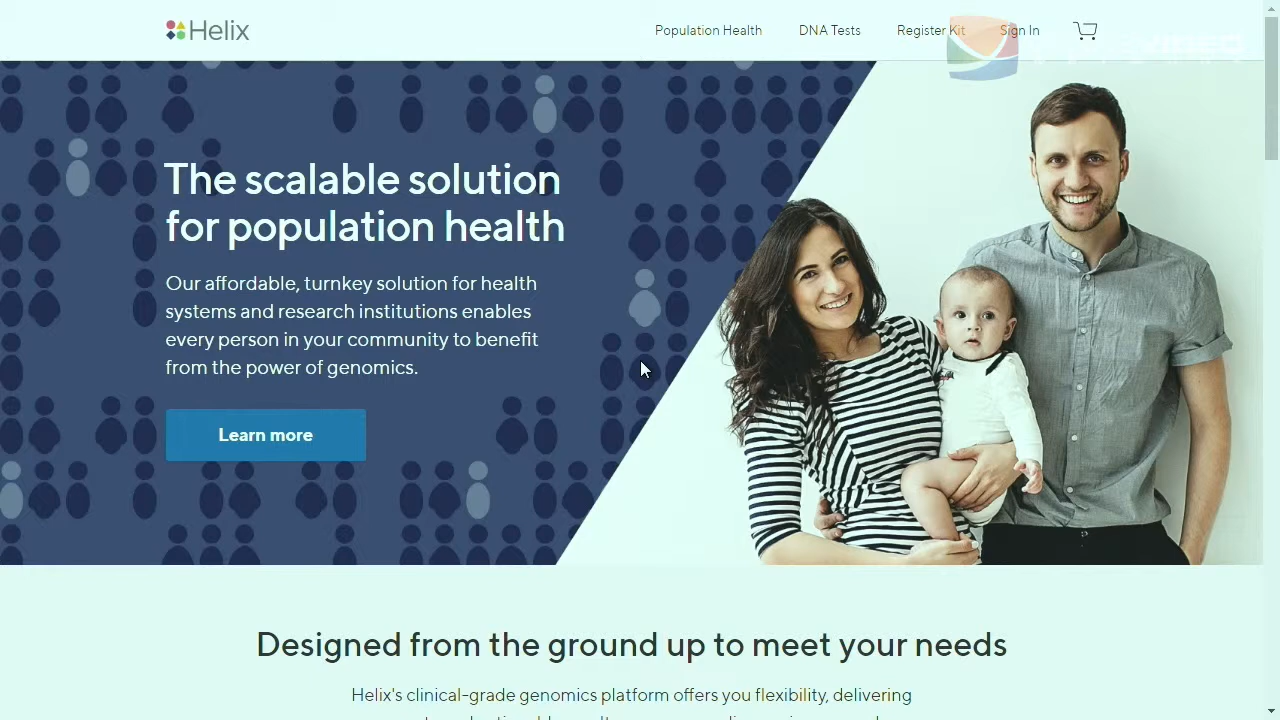 Helix
Population Health
DNA Tests
Register Kit
Sign In
The scalable solution
for population health
Our affordable, turnkey solution for health
systems and research institutions enables
every person in your community to benefit
from the power of genomics.
Learn more
Designed from the ground up to meet your needs
Helix's clinical-grade genomics platform offers you flexibility, delivering